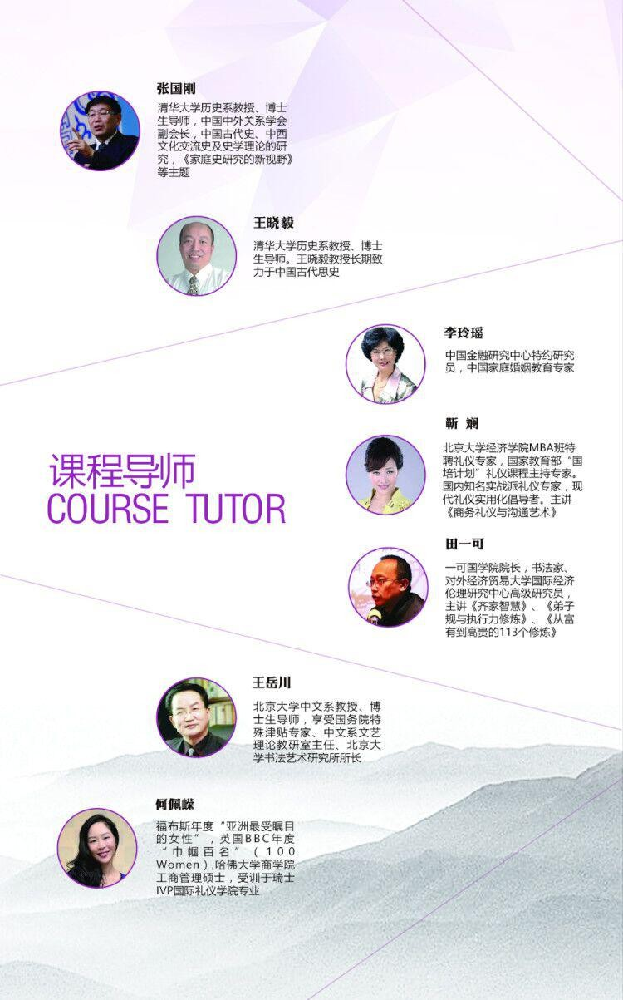 张国刚
清华大学历史系教授、博士
生导师，中国中外关系学会
副会长，中国古代史、中西
文化交流史及史学理论的研
究，《家庭史研究的新视野》
等主题
王晓毅
清华大学历史系教授、博士
生导师。王晓毅教授长期致
力于中国古代思史
李玲瑶
中国金融研究中心特约研究
员，中国家庭婚姻教育专家
靳 斓
北京大学经济学院MBA班特
聘礼仪专家，国家教育部“国
培计划”礼仪课程主持专家。
国内知名实战派礼仪专家，现
代礼仪实用化倡导者。主讲
《商务礼仪与沟通艺术》
课程导师
COURSE TUTOR
田一可
一可国学院院长，书法家、
对外经济贸易大学国际经济
伦理研究中心高级研究员，
主讲《齐家智慧》、《弟子
规与执行力修炼》、《从富
有到高贵的113个修炼》
王岳川
北京大学中文系教授、博
士生导师，享受国务院特
殊津贴专家、中文系文艺
理论教研室主任、北京大
学书法艺术研究所所长
何佩嵘
福布斯年度“亚洲最受瞩目
的女性”，英国BBC年度
“巾帼百名”（100
Women）,哈佛大学商学院
工商管理硕士，受训于瑞士
IVP国际礼仪学院专业